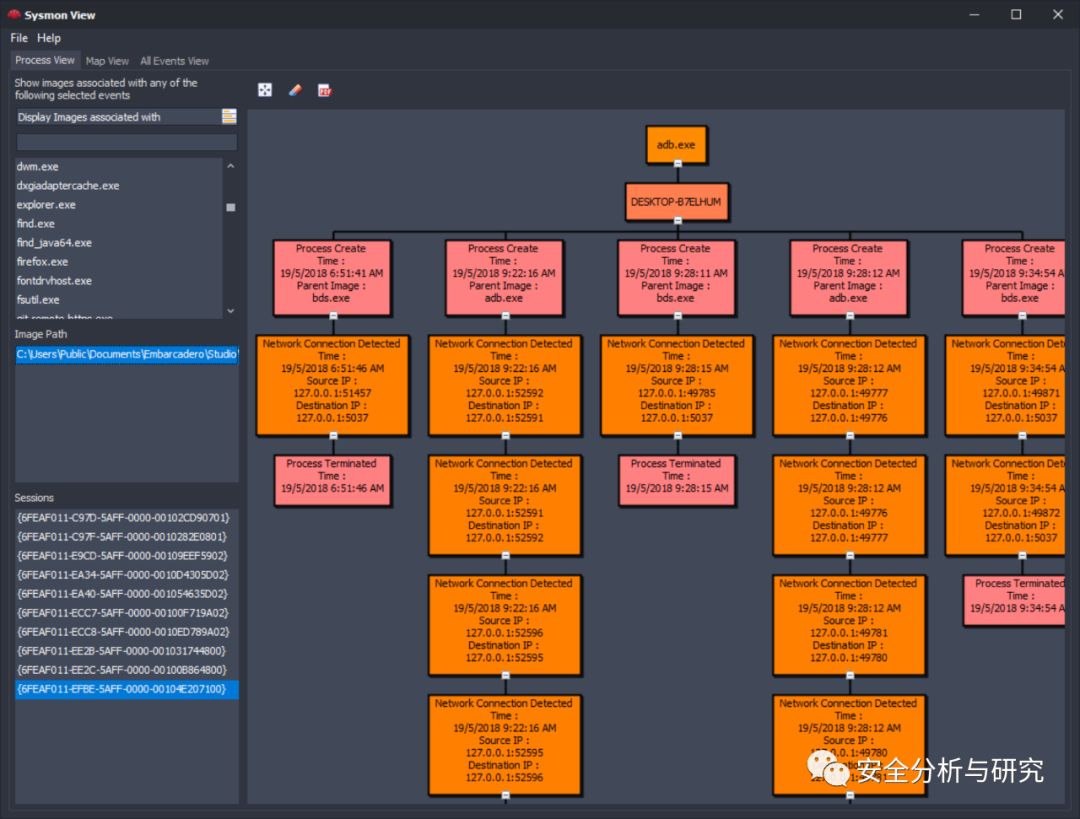 Sysmon View
File Help
Process View Map View All Events View
Show images associated with any of the
following selected events
Display Images associated with
dwm.exe
dxgiadaptercache.exe
explorer.exe
find.exe
find_java64.exe
firefox.exe
fontdrvhost.exe
fsutil.exe
git-remote-https.exe
Image Path
C:\Users\Public\Documents\Embarcadero\Studio\
Sessions
{6FEAF011-C97D-5AFF-0000-00102CD90701}
{6FEAF011-C97F-5AFF-0000-0010282E0801}
{6FEAF011-E9CD-5AFF-0000-00109EEF5902}
{6FEAF011-EA34-5AFF-0000-0010D4305D02}
{6FEAF011-EA40-5AFF-0000-001054635D02}
{6FEAF011-ECC7-5AFF-0000-00100F719A02}
{6FEAF011-ECC8-5AFF-0000-0010ED789A02}
{6FEAF011-EE2B-5AFF-0000-001031744800}
{6FEAF011-EE2C-5AFF-0000-00100B864800}
{6FEAF011-EFBE-5AFF-0000-00104E207100}
adb.exe
DESKTOP-B7ELHUM
Process Create
Time :
19/5/2018 6:51:41 AM
Parent Image :
bds.exe
Network Connection Detected
Time :
19/5/2018 6:51:46 AM
Source IP :
127.0.0.1:51457
Destination IP :
127.0.0.1:5037
Process Terminated
Time :
19/5/2018 6:51:46 AM
Process Create
Time :
19/5/2018 9:22:16 AM
Parent Image :
adb.exe
Network Connection Detected
Time :
19/5/2018 9:22:16 AM
Source IP :
127.0.0.1:52592
Destination IP :
127.0.0.1:52591
Network Connection Detected
Time :
19/5/2018 9:22:16 AM
Source IP :
127.0.0.1:52591
Destination IP :
127.0.0.1:52592
Network Connection Detected
Time :
19/5/2018 9:22:16 AM
Source IP :
127.0.0.1:52596
Destination IP :
127.0.0.1:52595
Network Connection Detected
Time :
19/5/2018 9:22:16 AM
Source IP :
127.0.0.1:52595
Destination IP :
127.0.0.1:52596
Process Create
Time :
19/5/2018 9:28:11 AM
Parent Image :
bds.exe
Network Connection Detected
Time :
19/5/2018 9:28:15 AM
Source IP :
127.0.0.1:49785
Destination IP :
127.0.0.1:5037
Process Terminated
Time :
19/5/2018 9:28:15 AM
Process Create
Time :
19/5/2018 9:28:12 AM
Parent Image :
adb.exe
Network Connection Detected
Time :
19/5/2018 9:28:12 AM
Source IP :
127.0.0.1:49777
Destination IP :
127.0.0.1:49776
Network Connection Detected
Time :
19/5/2018 9:28:12 AM
Source IP :
127.0.0.1:49776
Destination IP :
127.0.0.1:49777
Network Connection Detected
Time :
19/5/2018 9:28:12 AM
Source IP :
127.0.0.1:49781
Destination IP :
127.0.0.1:49780
Network Connection Detected
Time :
19/5/2018 9:28:12 AM
Source IP :
127.0.0.1:49780
Process Create
Time :
19/5/2018 9:34:54 A
Parent Image :
bds.exe
Network Connection Det
Time :
19/5/2018 9:34:54 A
Source IP :
127.0.0.1:49871
Destination IP :
127.0.0.1:5037
Network Connection Det
Time :
19/5/2018 9:34:54 A
Source IP :
127.0.0.1:49872
Destination IP :
127.0.0.1:5037
Process Terminated
Time :
19/5/2018 9:34:54 A
安全分析与研究